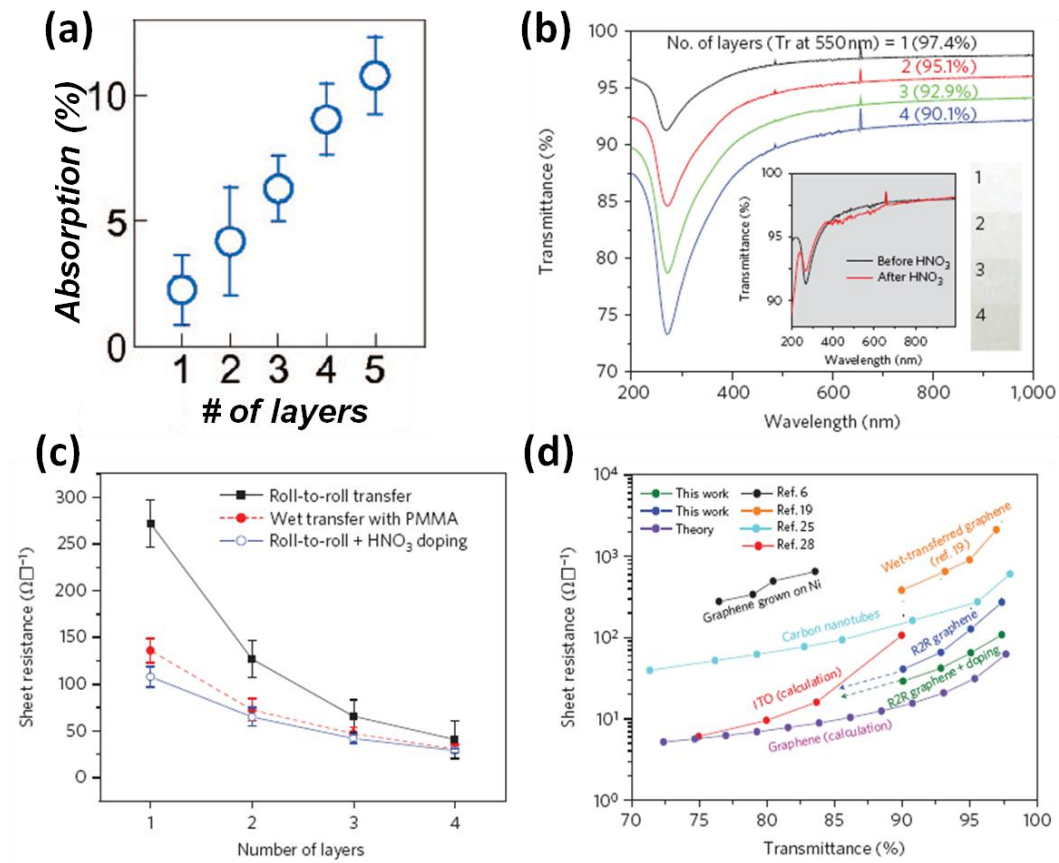 (a)
Absorption (%)
10
5
0
1 2 3 4 5
# of layers
(b)
Transmittance (%)
100
95
90
85
80
75
70
No. of layers (Tr at 550 nm) = 1 (97.4%)
2 (95.1%)
3 (92.9%)
4 (90.1%)
Transmittance (%)
100
95
90
Before HNO₃
After HNO₃
200 400 600 800
Wavelength (nm)
1
2
3
4
200 400 600 800 1,000
Wavelength (nm)
(c)
Sheet resistance (Ω□⁻¹)
300
250
200
150
100
50
0
Roll-to-roll transfer
Wet transfer with PMMA
Roll-to-roll + HNO₃ doping
1 2 3 4
Number of layers
(d)
Sheet resistance (Ω□⁻¹)
10⁴
10³
10²
10¹
10⁰
This work
This work
Theory
Ref. 6
Ref. 19
Ref. 25
Ref. 28
Wet-transferred graphene
(ref. 19)
Graphene grown on Ni
Carbon nanotubes
R2R graphene
ITO (calculation)
R2R graphene + doping
Graphene (calculation)
70 75 80 85 90 95 100
Transmittance (%)